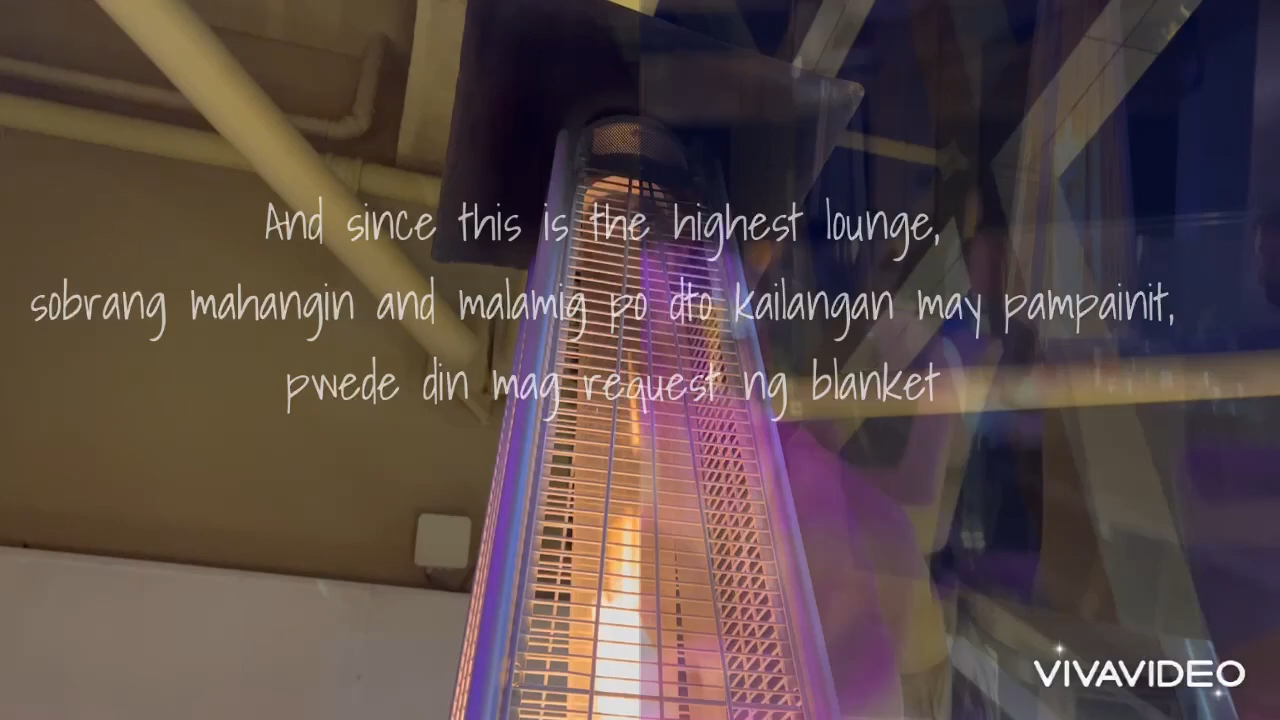 And since this is the highest lounge,
sobrang mahangin and malamig po dto kailangan may pampainit,
pwede din mag request ng blanket
VIVAVIDEO